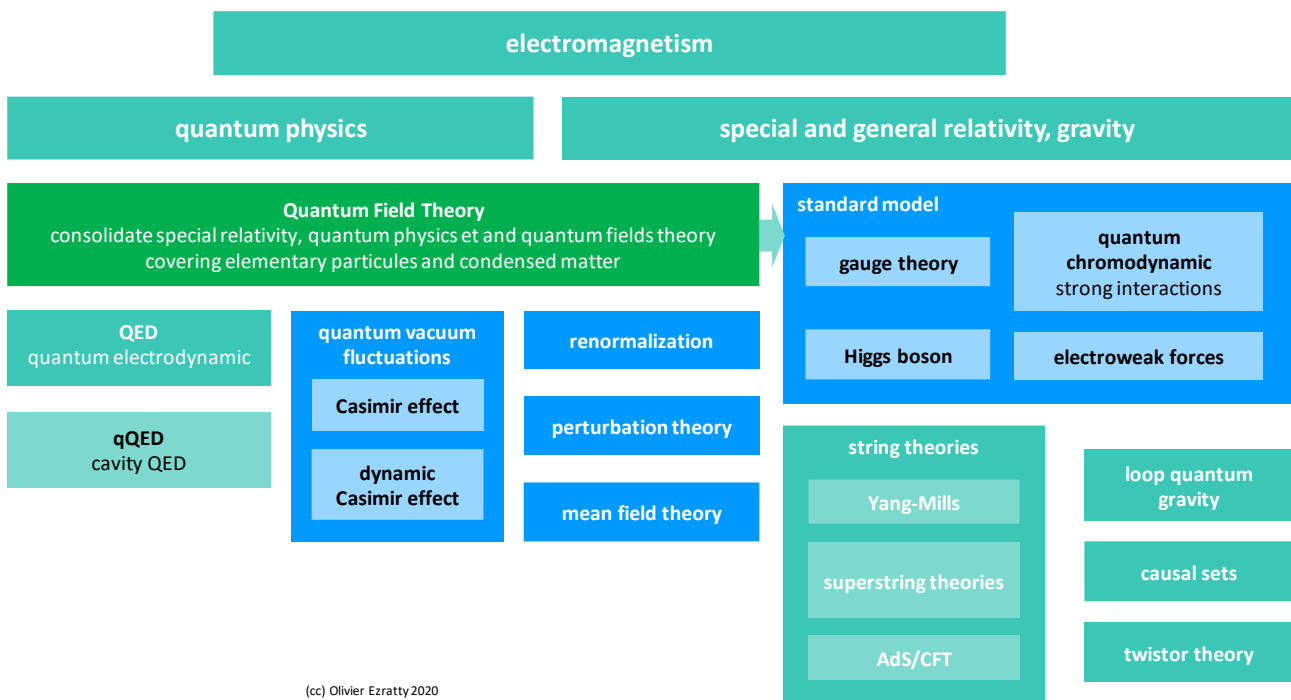 electromagnetism
quantum physics
special and general relativity, gravity
Quantum Field Theory
consolidate special relativity, quantum physics et and quantum fields theory
covering elementary particules and condensed matter
standard model
gauge theory
quantum
chromodynamic
strong interactions
Higgs boson
electroweak forces
QED
quantum electrodynamic
qQED
cavity QED
quantum vacuum
fluctuations
Casimir effect
dynamic
Casimir effect
renormalization
perturbation theory
mean field theory
string theories
Yang-Mills
superstring theories
AdS/CFT
loop quantum
gravity
causal sets
twistor theory
(cc) Olivier Ezratty 2020